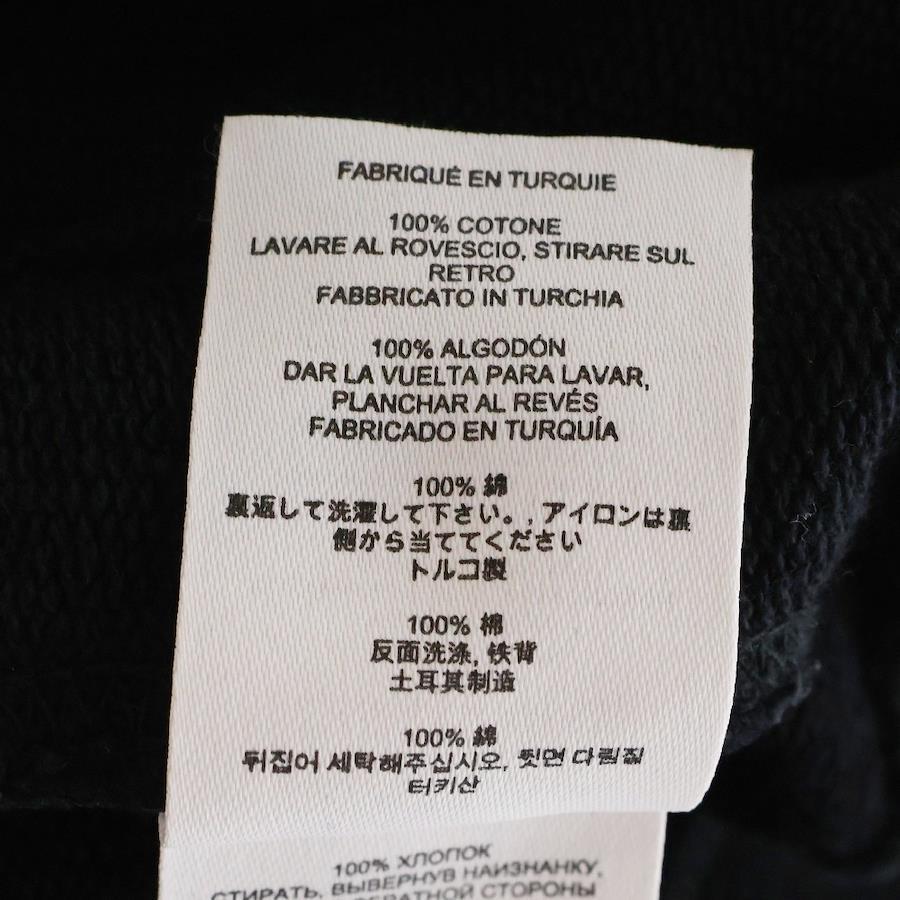 FABRIQUÉ EN TURQUIE
100% COTONE
LAVARE AL ROVESCIO, STIRARE SUL
RETRO
FABBRICATO IN TURCHIA
100% ALGODÓN
DAR LA VUELTA PARA LAVAR,
PLANCHAR AL REVÉS
FABRICADO EN TURQUÍA
100% 綿
裏返して洗濯して下さい。, アイロンは裏
側から当ててください
トルコ製
100% 棉
反面洗涤, 铁背
土耳其制造
100% 綿
뒤집어 세탁해주십시오, 뒷면 다림질
터키산
100% ХЛОПОК
СТИРАТЬ, ВЫВЕРНУВ НАИЗНАНКУ,
ОБРАТНОЙ СТОРОНЫ